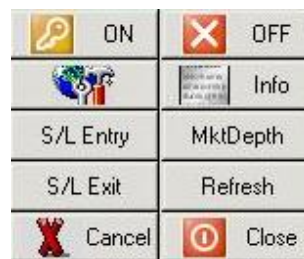 ON OFF
Info
S/L Entry MktDepth
S/L Exit Refresh
Cancel Close